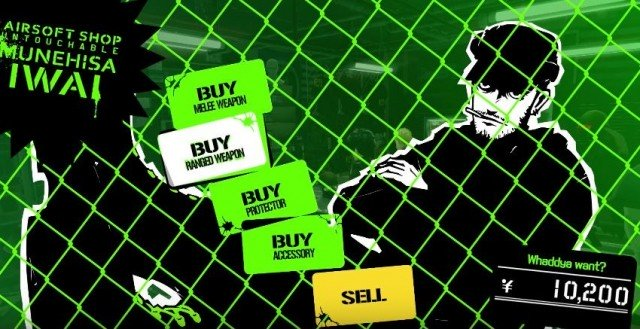 AIRSOFT SHOP
UNTOUCHABLE
MUNEHISA
IWAI
BUY
MELEE WEAPON
BUY
RANGED WEAPON
BUY
PROTECTOR
BUY
ACCESSORY
SELL
Whaddya want?
¥ 10,200